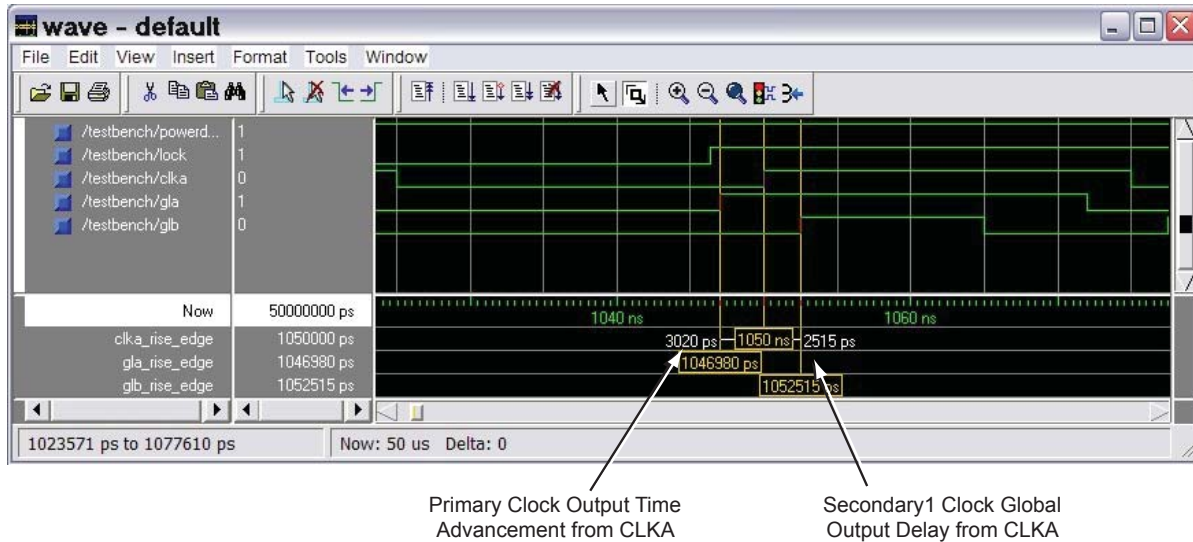 wave - default
File Edit View Insert Format Tools Window
/testbench/powerd... 1
/testbench/lock 1
/testbench/clka 0
/testbench/gla 1
/testbench/glb 0
Now 50000000 ps 1040 ns 1060 ns
clka_rise_edge 1050000 ps 3020 ps 1050 ns 2515 ps
gla_rise_edge 1046980 ps 1046980 ps
glb_rise_edge 1052515 ps 1052515 ps
1023571 ps to 1077610 ps Now: 50 us Delta: 0
Primary Clock Output Time
Advancement from CLKA
Secondary1 Clock Global
Output Delay from CLKA